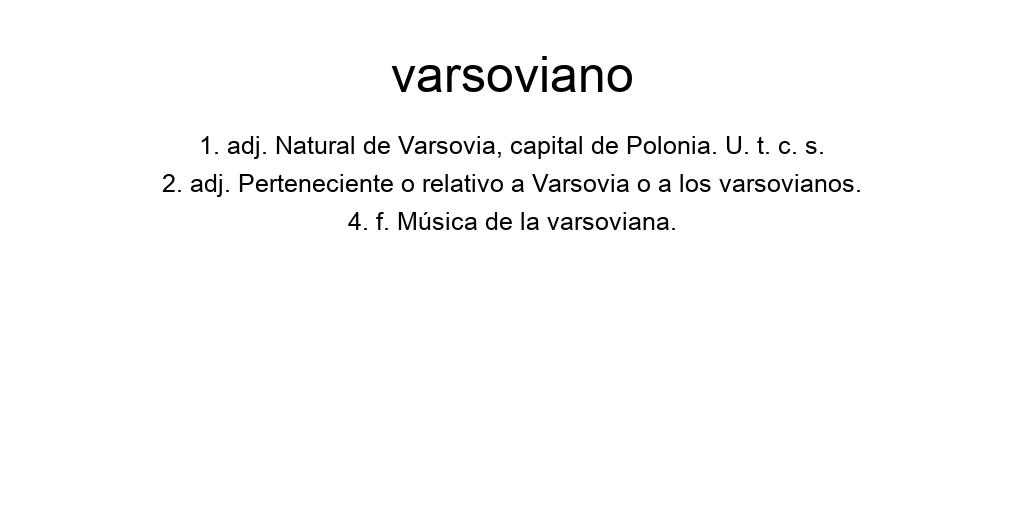 varsoviano
1. adj. Natural de Varsovia, capital de Polonia. U. t. c. s.
2. adj. Perteneciente o relativo a Varsovia o a los varsovianos.
4. f. Música de la varsoviana.